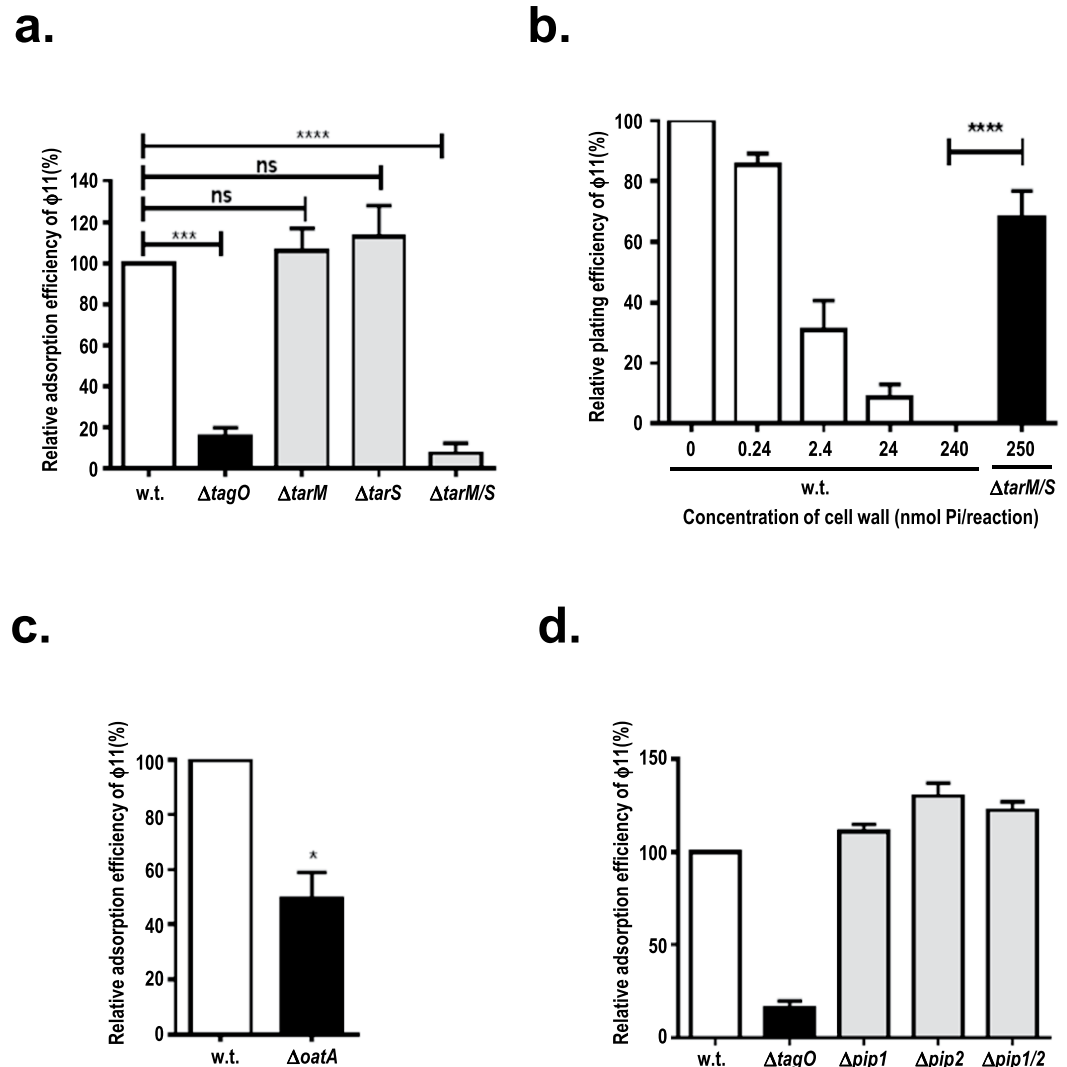 a.
Relative adsorption efficiency of ϕ11(%)
****
ns
ns
***
140
120
100
80
60
40
20
0
w.t.
ΔtagO
ΔtarM
ΔtarS
ΔtarM/S
b.
Relative plating efficiency of ϕ11(%)
****
100
80
60
40
20
0
0
0.24
2.4
24
240
250
w.t.
ΔtarM/S
Concentration of cell wall (nmol Pi/reaction)
c.
Relative adsorption efficiency of ϕ11(%)
*
100
80
60
40
20
0
w.t.
ΔoatA
d.
Relative adsorption efficiency of ϕ11(%)
150
100
50
0
w.t.
ΔtagO
Δpip1
Δpip2
Δpip1/2